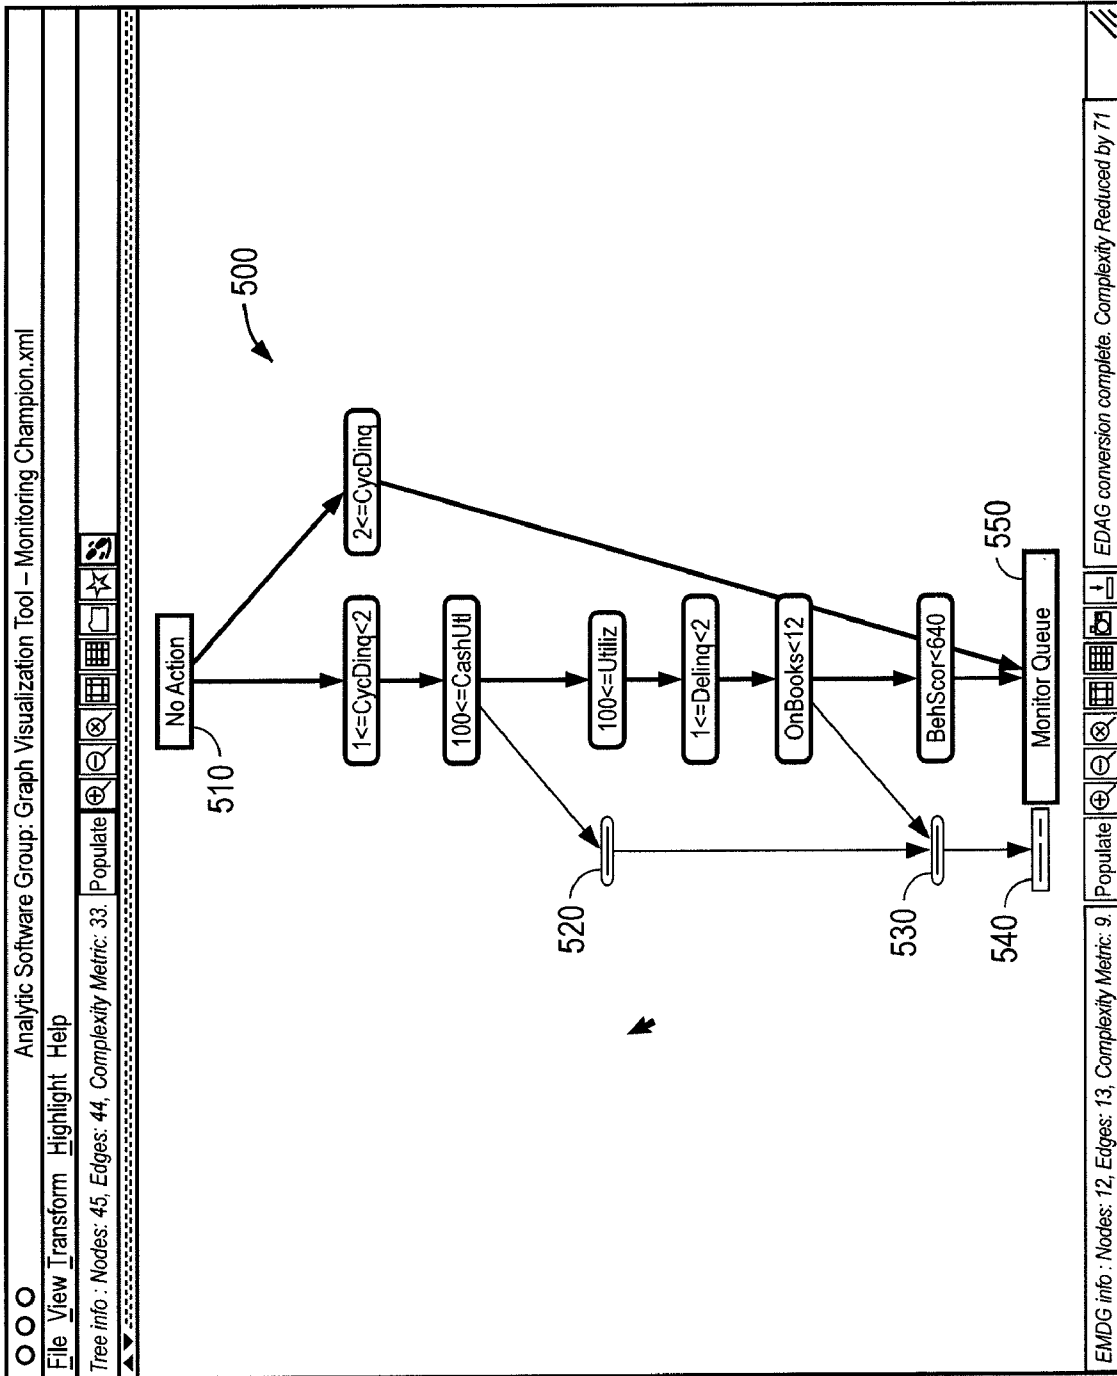 Analytic Software Group: Graph Visualization Tool – Monitoring Champion.xml
File View Transform Highlight Help
Tree info : Nodes: 45, Edges: 44, Complexity Metric: 33. Populate
500
No Action
510
1<=CycDinq<2
2<=CycDinq
100<=CashUtl
520
100<=Utiliz
1<=Delinq<2
OnBooks<12
530
BehScor<640
540
Monitor Queue
550
EMDG info : Nodes: 12, Edges: 13, Complexity Metric: 9. Populate EDAG conversion complete. Complexity Reduced by 71